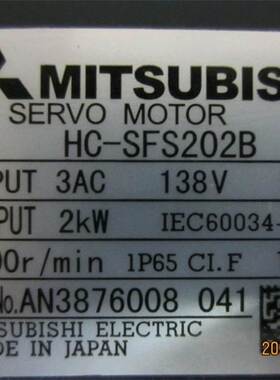 MITSUBIS
SERVO MOTOR
HC-SFS202B
PUT 3AC 138V
PUT 2kW IEC60034-
00r/min 1P65 CI.F
No.AN3876008 041
SUBISHI ELECTRIC
DE IN JAPAN